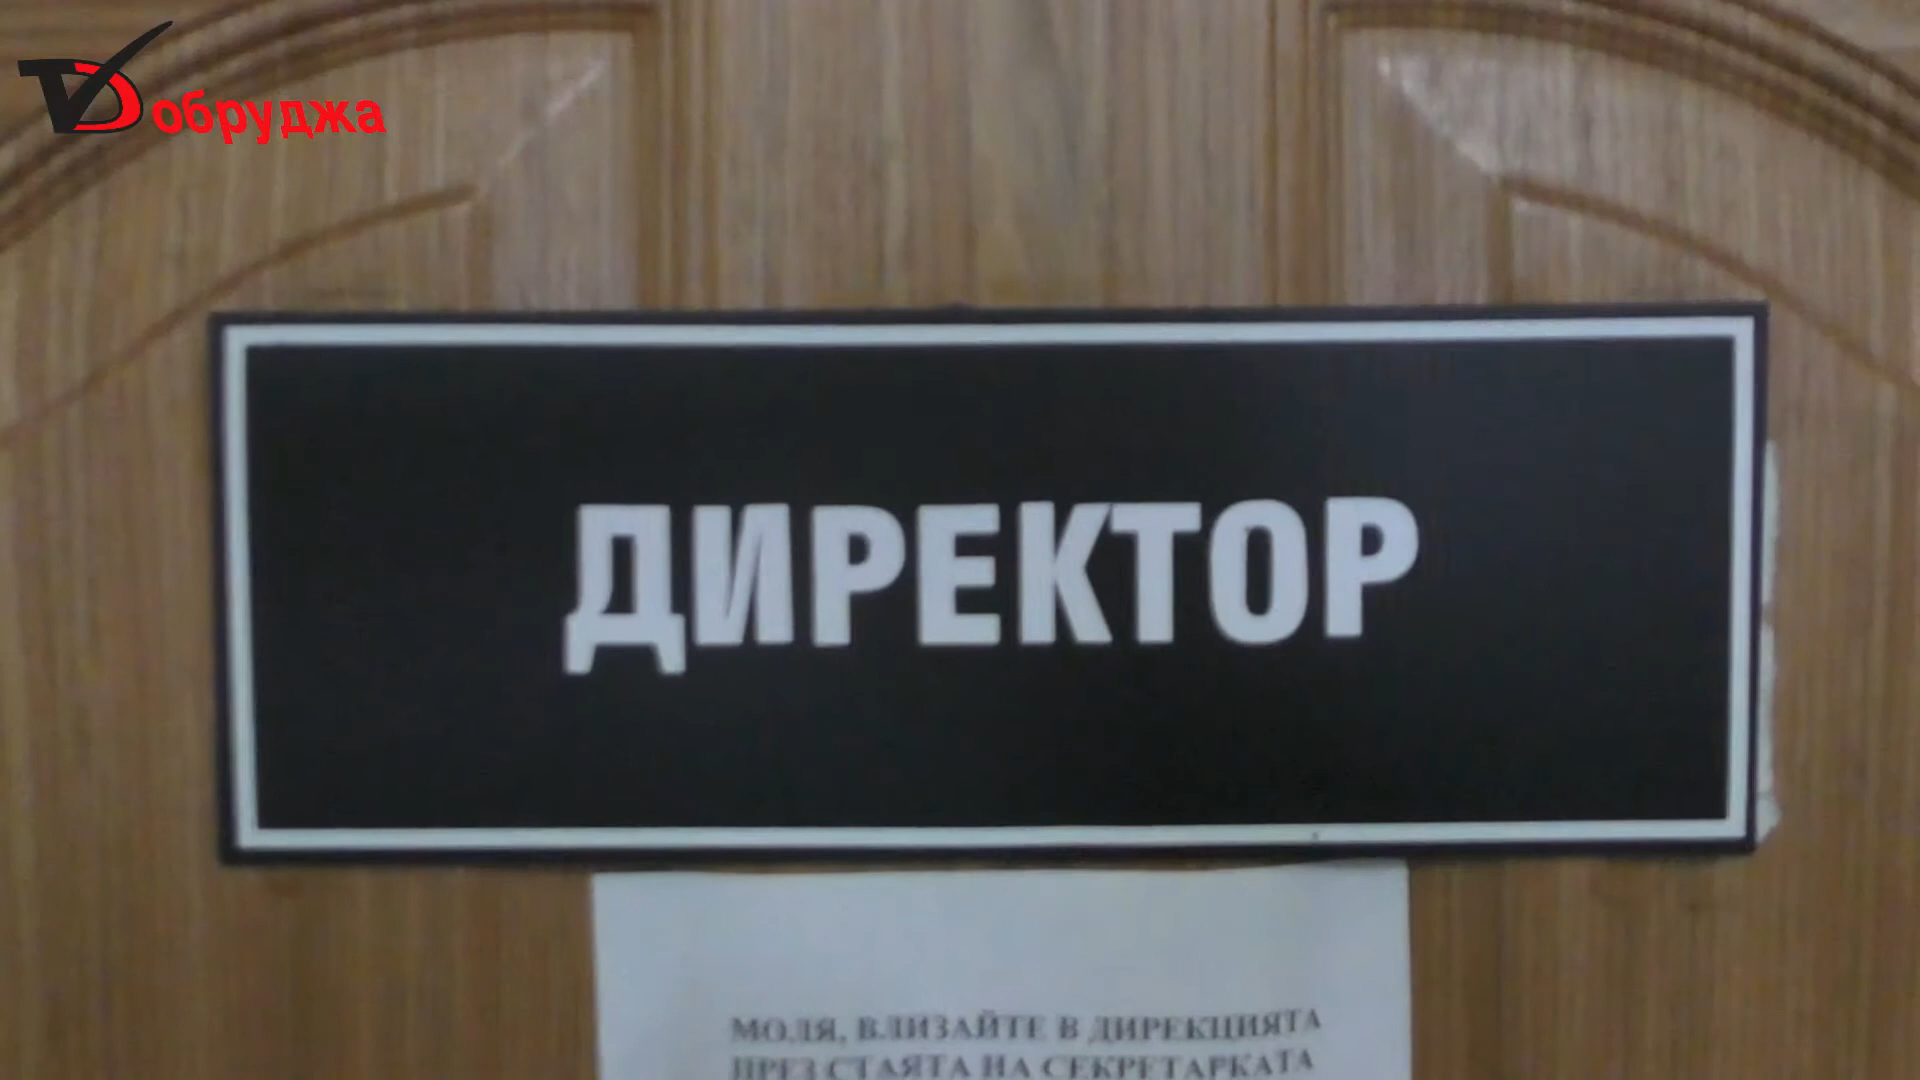 Добруджа
ДИРЕКТОР
МОЛЯ, ВЛИЗАЙТЕ В ДИРЕКЦИЯТА
ПРЕЗ СТАЯТА НА СЕКРЕТАРКАТА